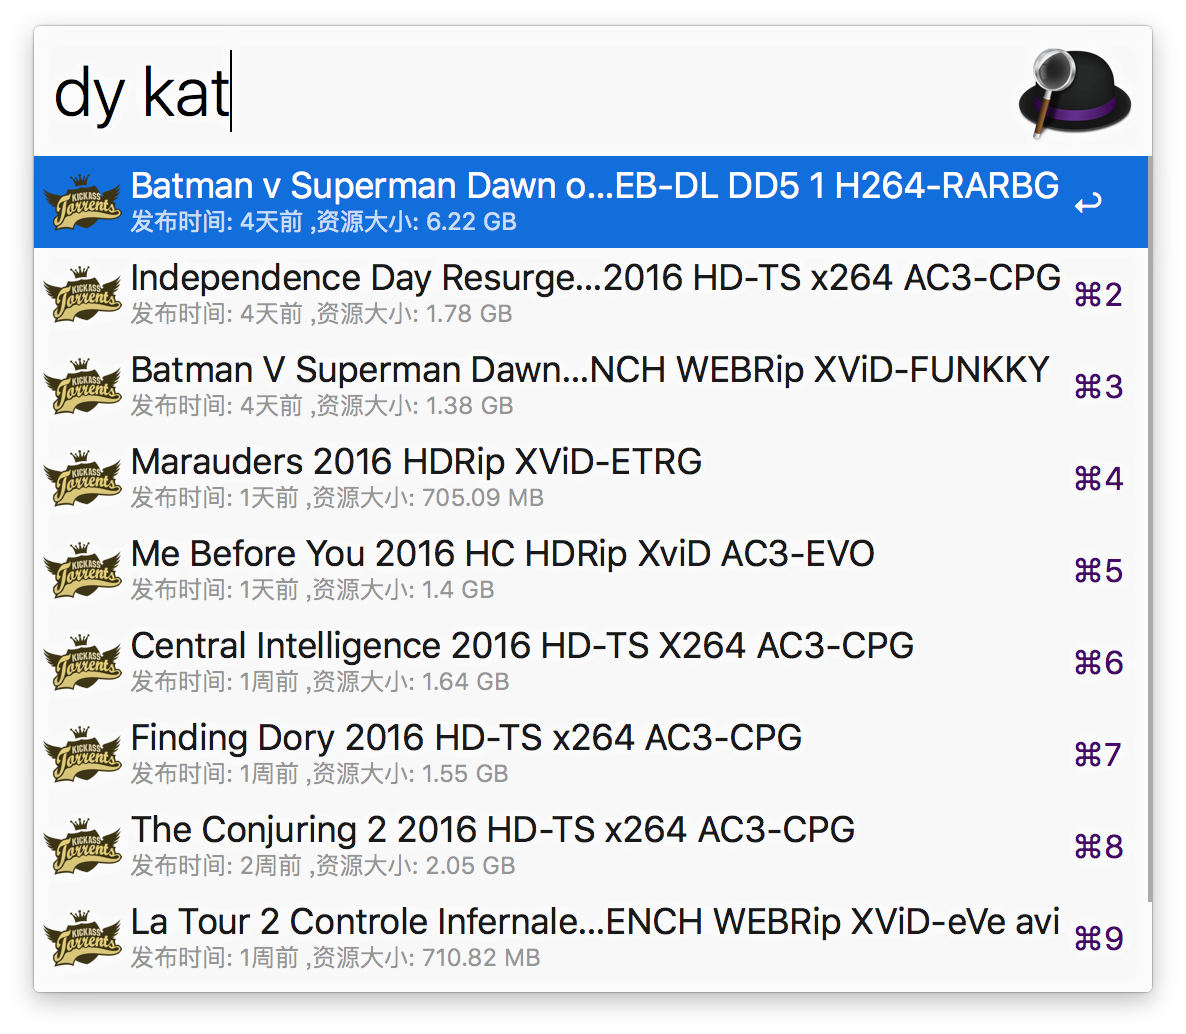 dy kat
KICKASS
Torrents
Batman v Superman Dawn o...EB-DL DD5 1 H264-RARBG
发布时间: 4天前 ,资源大小: 6.22 GB
KICKASS
Torrents
Independence Day Resurge...2016 HD-TS x264 AC3-CPG
⌘2
发布时间: 4天前 ,资源大小: 1.78 GB
KICKASS
Torrents
Batman V Superman Dawn...NCH WEBRip XViD-FUNKKY
⌘3
发布时间: 4天前 ,资源大小: 1.38 GB
KICKASS
Torrents
Marauders 2016 HDRip XViD-ETRG
⌘4
发布时间: 1天前 ,资源大小: 705.09 MB
KICKASS
Torrents
Me Before You 2016 HC HDRip XviD AC3-EVO
⌘5
发布时间: 1天前 ,资源大小: 1.4 GB
KICKASS
Torrents
Central Intelligence 2016 HD-TS X264 AC3-CPG
⌘6
发布时间: 1周前 ,资源大小: 1.64 GB
KICKASS
Torrents
Finding Dory 2016 HD-TS x264 AC3-CPG
⌘7
发布时间: 1周前 ,资源大小: 1.55 GB
KICKASS
Torrents
The Conjuring 2 2016 HD-TS x264 AC3-CPG
⌘8
发布时间: 2周前 ,资源大小: 2.05 GB
KICKASS
Torrents
La Tour 2 Controle Infernale...ENCH WEBRip XViD-eVe avi
⌘9
发布时间: 1周前 ,资源大小: 710.82 MB